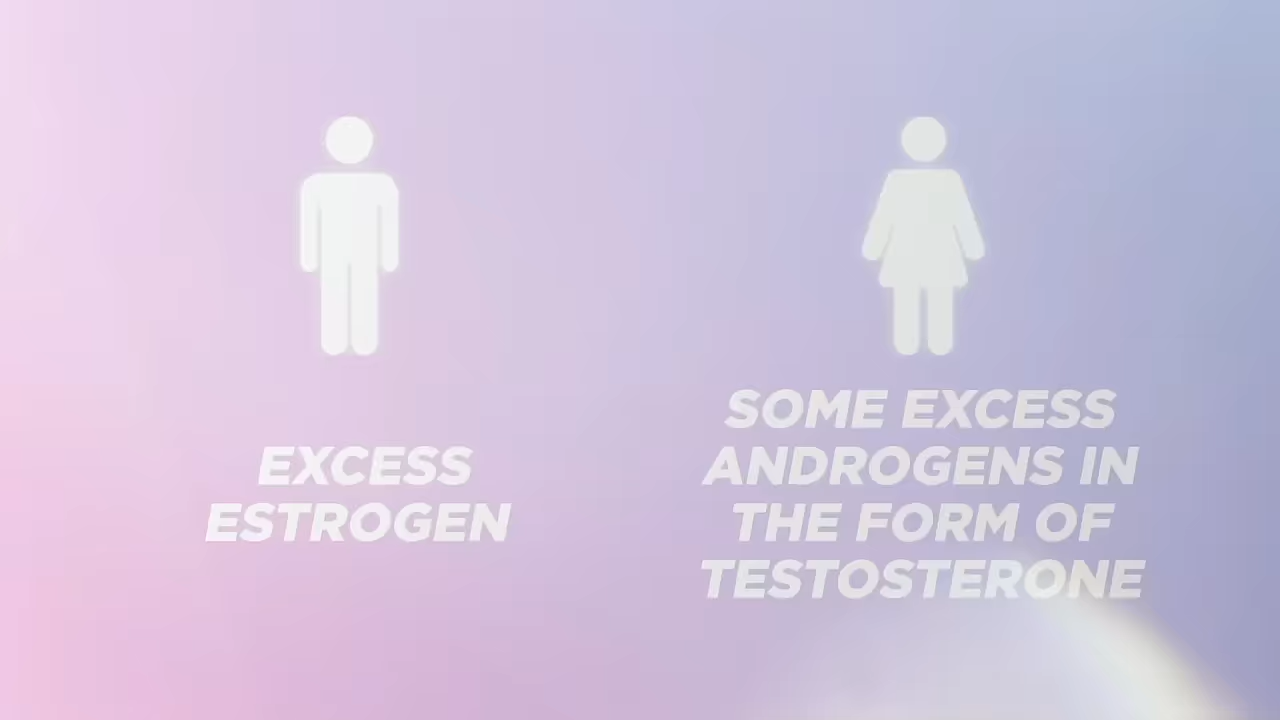 EXCESS
ESTROGEN
SOME EXCESS
ANDROGENS IN
THE FORM OF
TESTOSTERONE